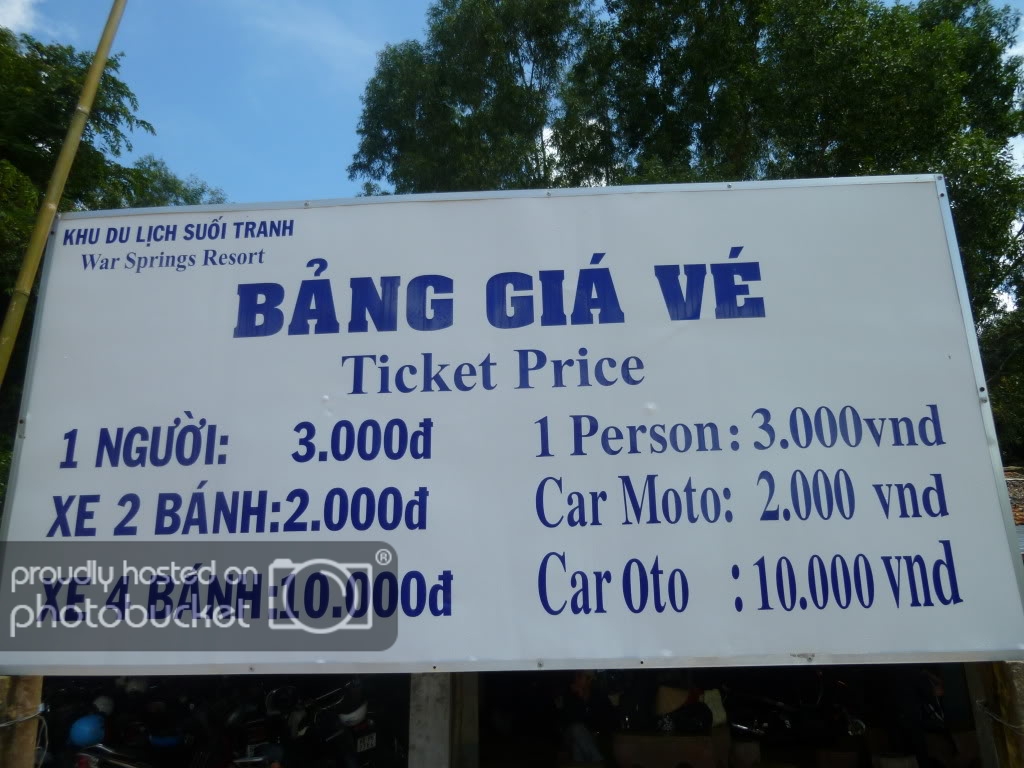 KHU DU LỊCH SUỐI TRANH
War Springs Resort
BẢNG GIÁ VÉ
Ticket Price
1 NGƯỜI: 3.000đ
1 Person: 3.000vnd
XE 2 BÁNH:2.000đ
Car Moto: 2.000 vnd
XE 4 BÁNH:10.000đ
Car Oto : 10.000 vnd
proudly hosted on
photobucket
®